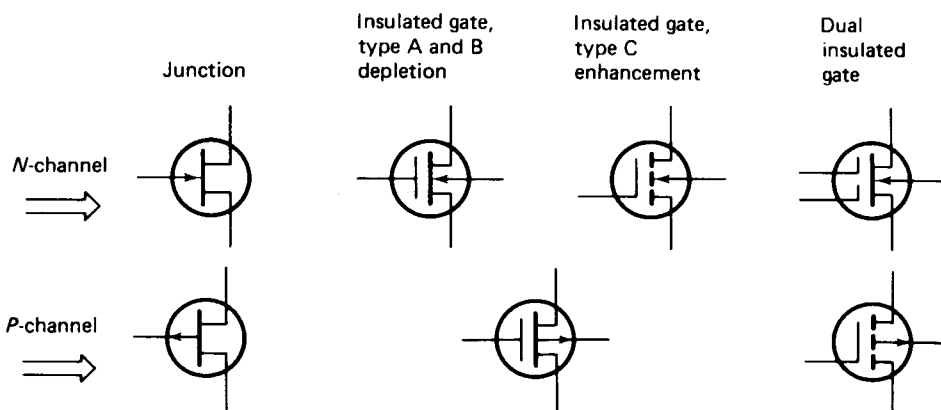 Junction
Insulated gate,
type A and B
depletion
Insulated gate,
type C
enhancement
Dual
insulated
gate
N-channel
P-channel